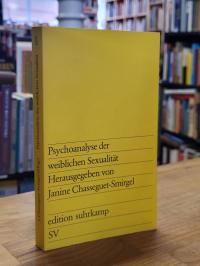 Psychoanalyse der
weiblichen Sexualität
Herausgegeben von
Janine Chasseguet-Smirgel
edition suhrkamp
SV